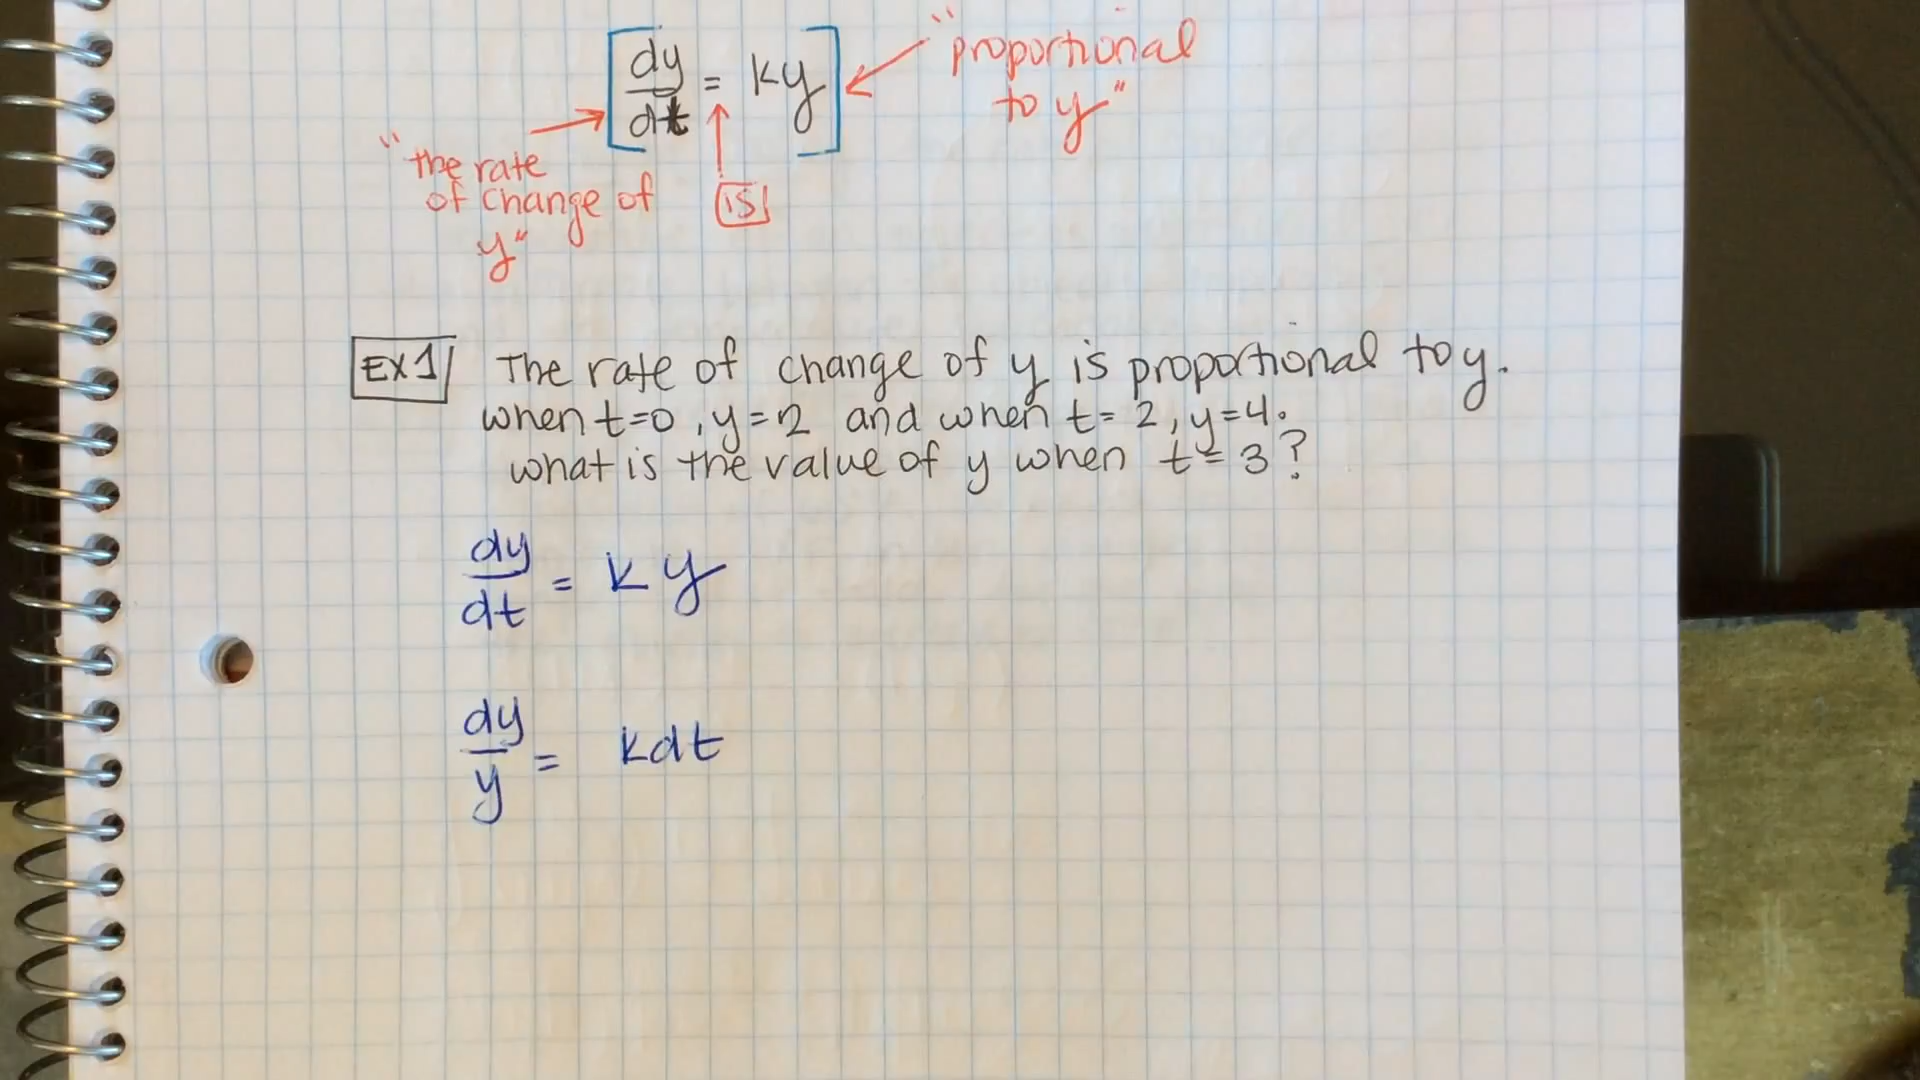 dy/dt = ky
"proportional
to y"
"the rate
of change of
y"
is
EX 1
The rate of change of y is proportional to y.
when t=0, y=2 and when t=2, y=4.
what is the value of y when t=3?
dy/dt = ky
dy/y = kdt